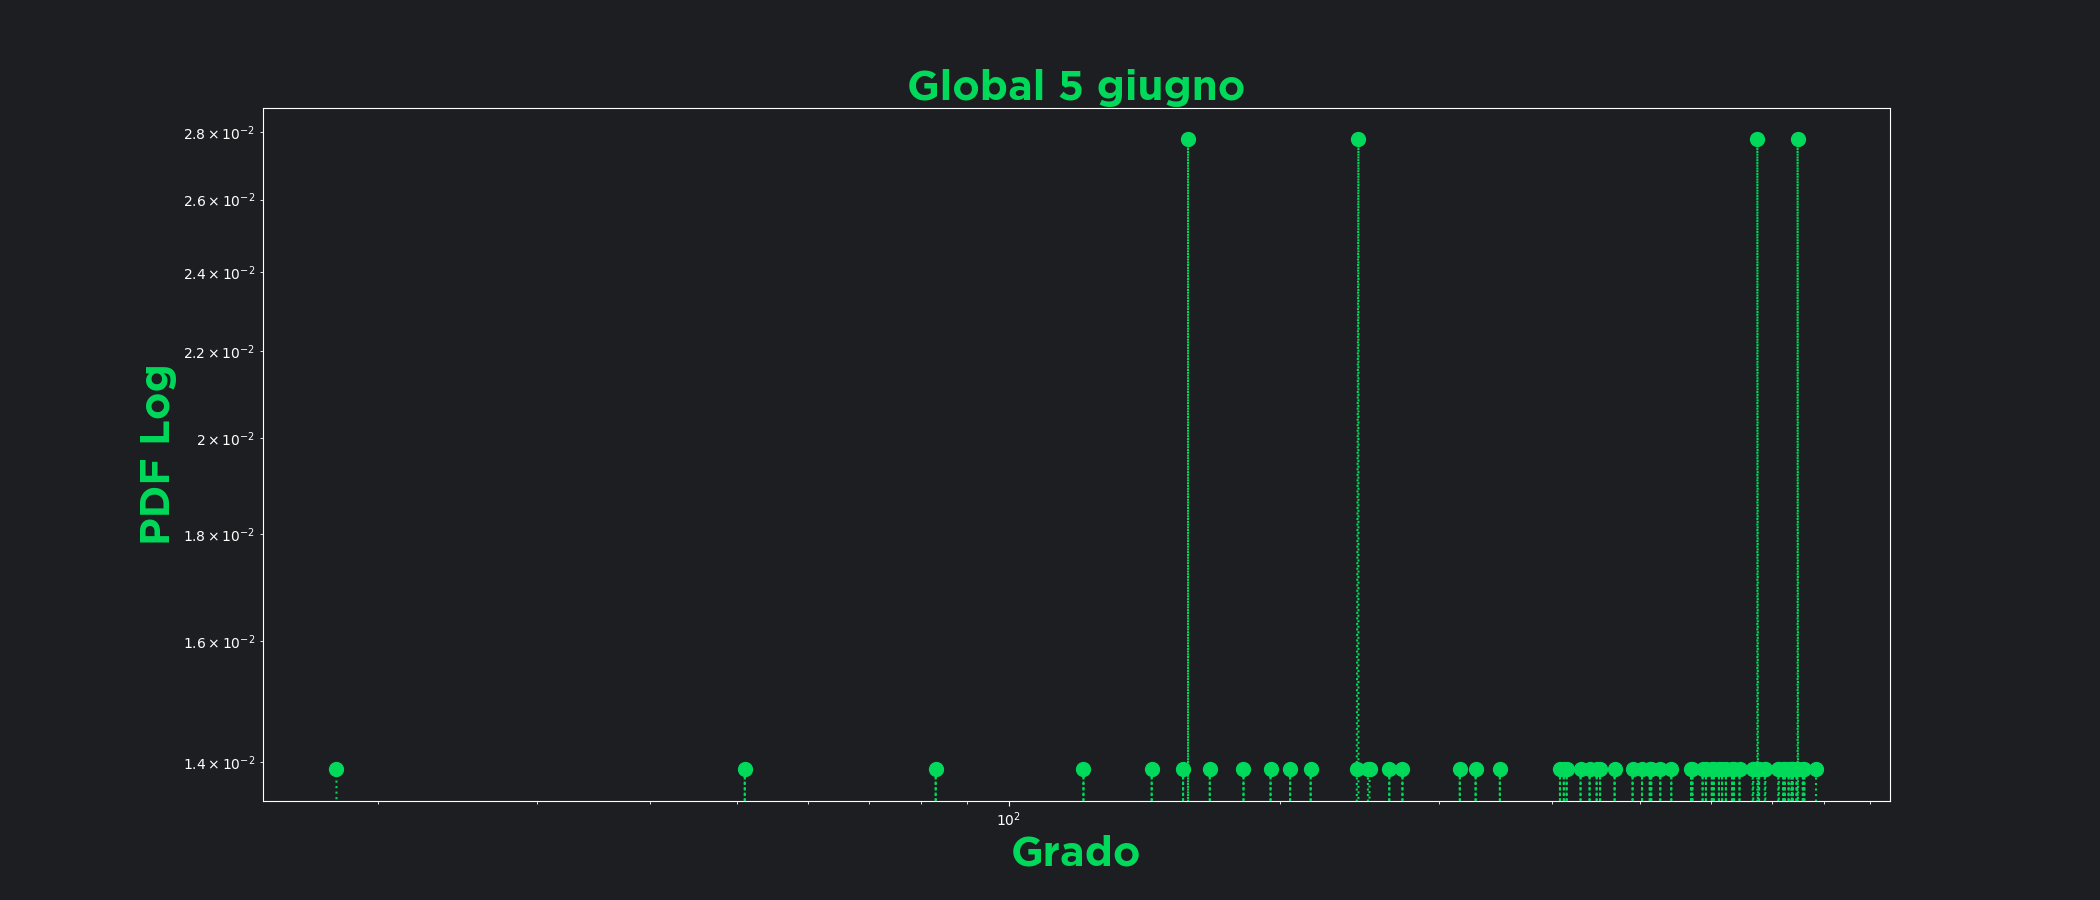 Global 5 giugno
2.8 × 10⁻²
2.6 × 10⁻²
2.4 × 10⁻²
2.2 × 10⁻²
2 × 10⁻²
1.8 × 10⁻²
1.6 × 10⁻²
1.4 × 10⁻²
PDF Log
10²
Grado